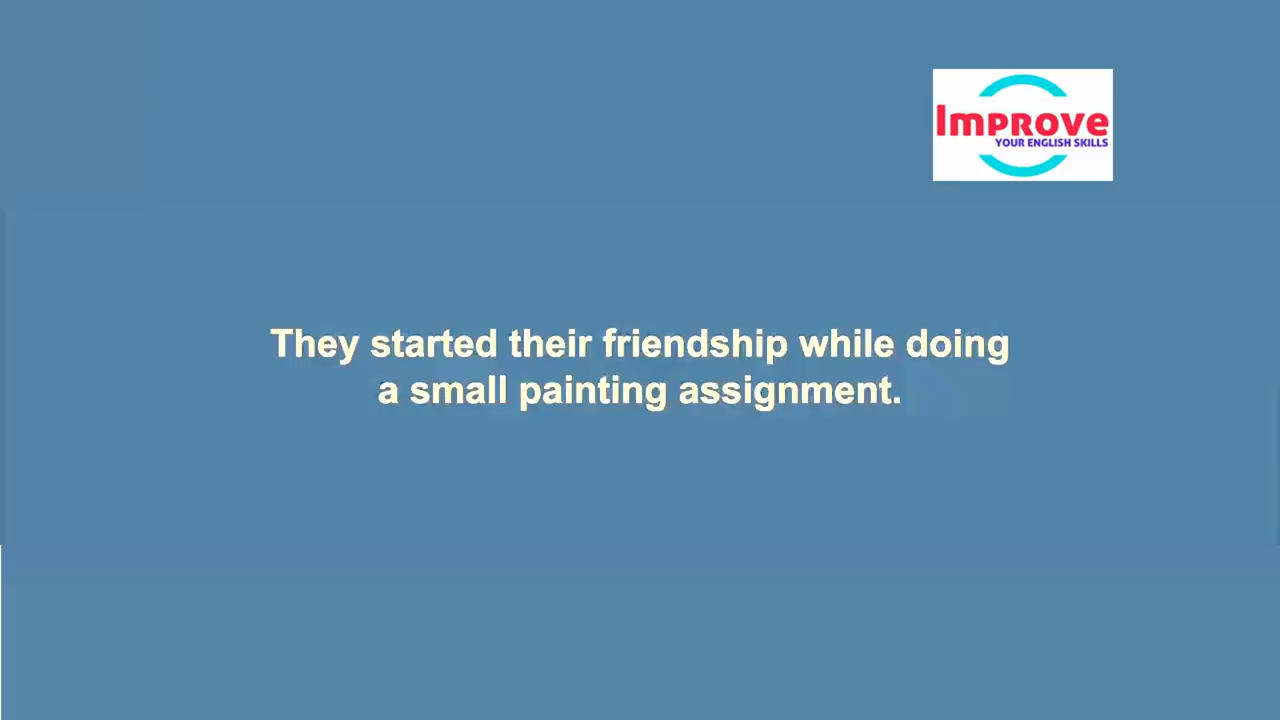 Improve
YOUR ENGLISH SKILLS
They started their friendship while doing
a small painting assignment.